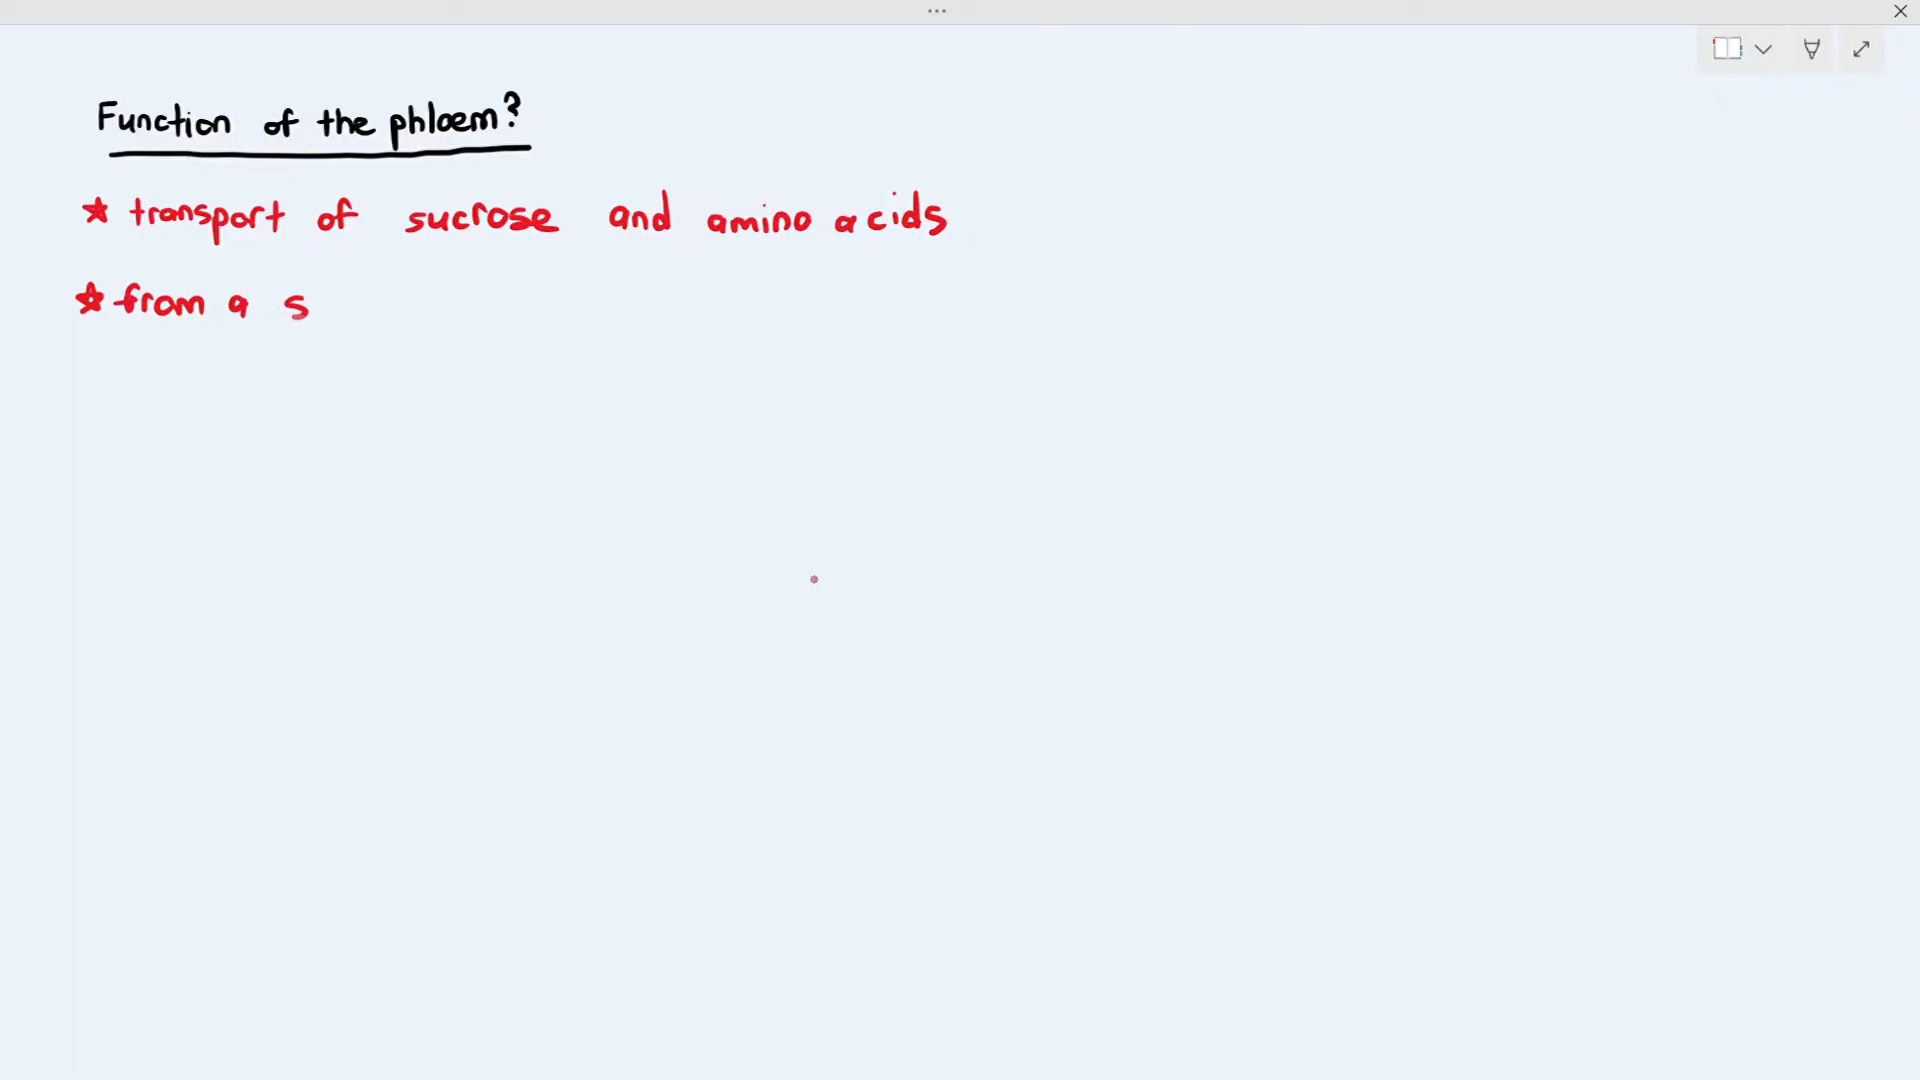 Function of the phloem?
★ transport of sucrose and amino acids
★ from a s